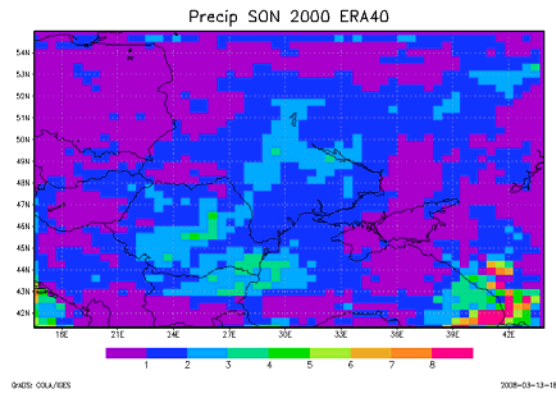 Precip SON 2000 ERA40
54N
53N
52N
51N
50N
49N
48N
47N
46N
45N
44N
43N
42N
18E 21E 24E 27E 30E 33E 36E 39E 42E
1 2 3 4 5 6 7 8
GrADS: COLA/IGES 2008-03-13-18